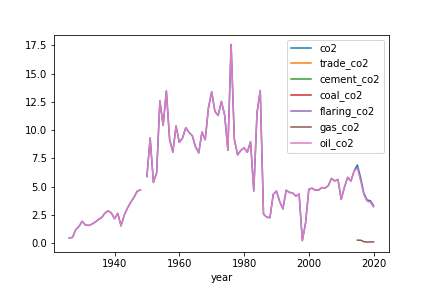 17.5
15.0
12.5
10.0
7.5
5.0
2.5
0.0
1940
1960
1980
2000
2020
year
co2
trade_co2
cement_co2
coal_co2
flaring_co2
gas_co2
oil_co2